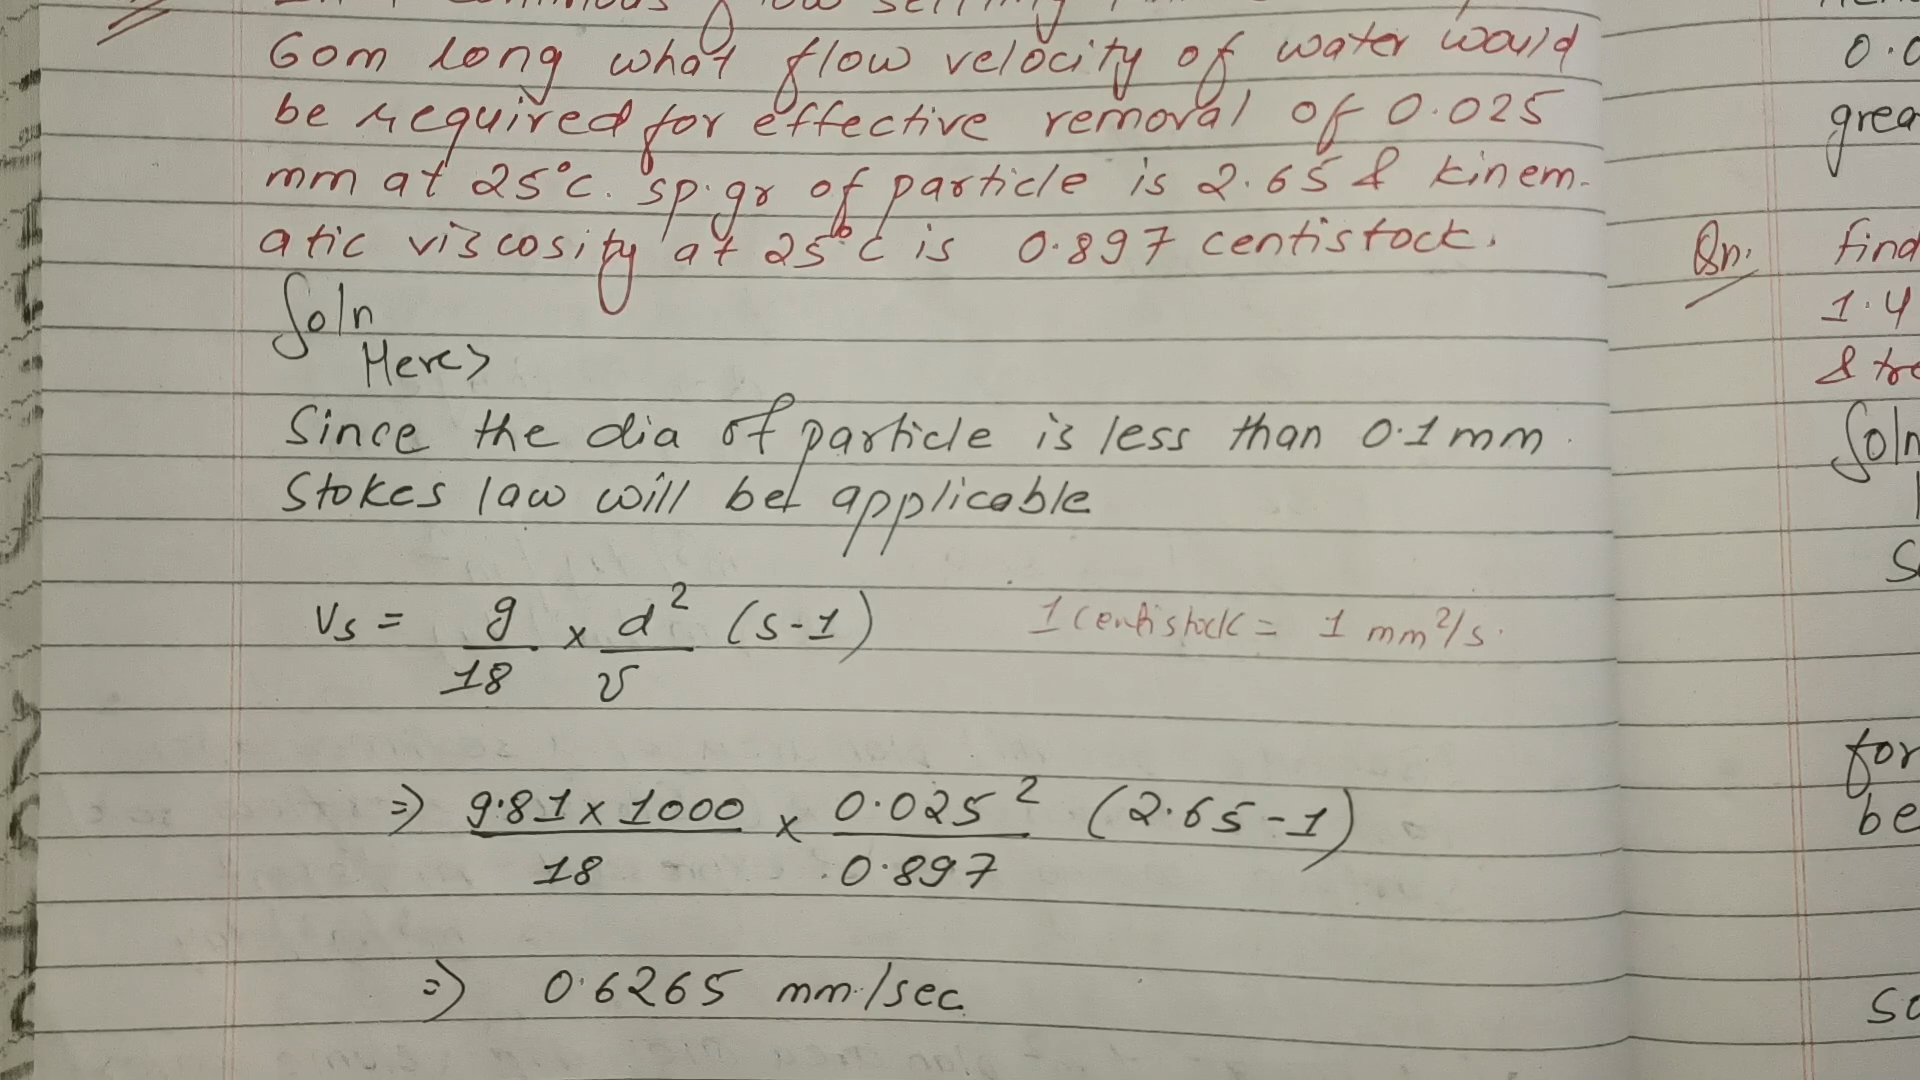 60m long what flow velocity of water would
be required for effective removal of 0.025
mm at 25°c. sp.gr of particle is 2.65 & kinem-
atic viscosity at 25°c is 0.897 centistock.
Soln
Here>
Since the dia of particle is less than 0.1mm
Stokes law will be applicable
Vs = g/18 × d²/υ (s-1) 1 centistock = 1 mm²/s.
=> 9.81×1000/18 × 0.025²/0.897 (2.65-1)
=> 0.6265 mm/sec
0.0
grea
Qn. find
1.4
& tre
Soln
for
be
so